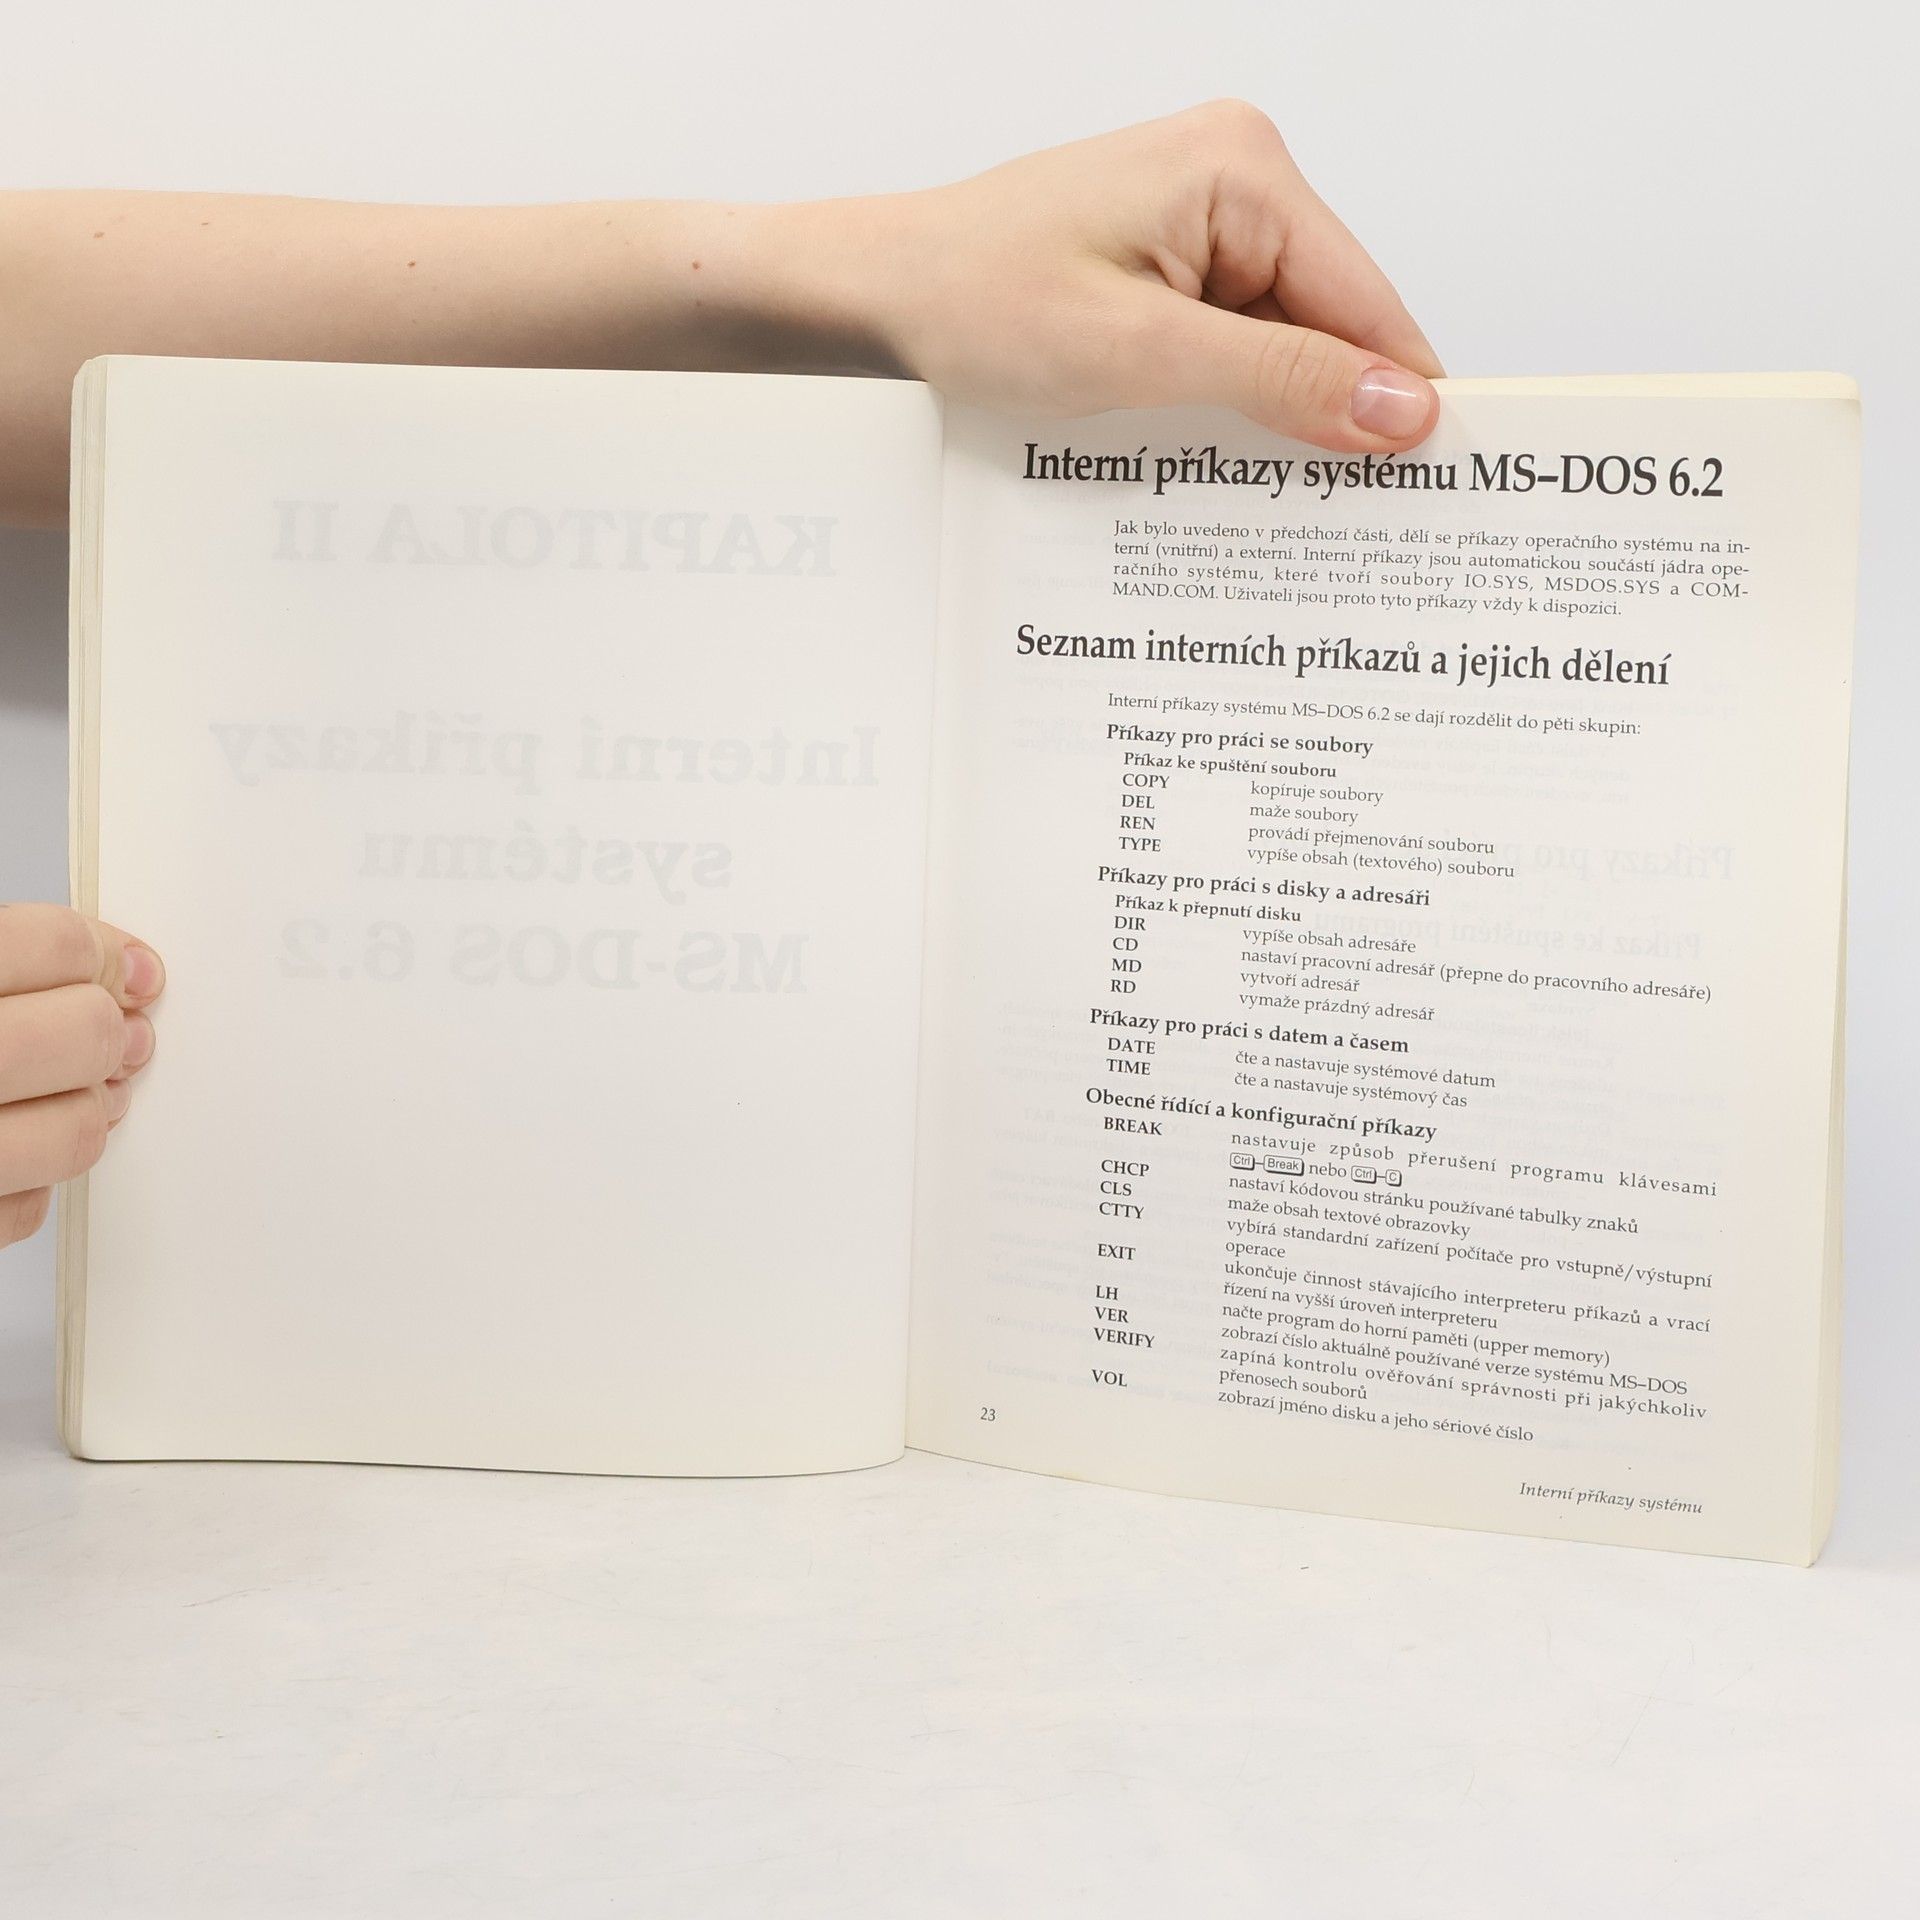 KAPITOLA II
Interní příkazy
systému
MS-DOS 6.2
Interní příkazy systému MS–DOS 6.2
Jak bylo uvedeno v předchozí části, dělí se příkazy operačního systému na in-
terní (vnitřní) a externí. Interní příkazy jsou automatickou součástí jádra ope-
račního systému, které tvoří soubory IO.SYS, MSDOS.SYS a COM-
MAND.COM. Uživateli jsou proto tyto příkazy vždy k dispozici.
Seznam interních příkazů a jejich dělení
Interní příkazy systému MS–DOS 6.2 se dají rozdělit do pěti skupin:
Příkazy pro práci se soubory
Příkaz ke spuštění souboru
COPY kopíruje soubory
DEL maže soubory
REN provádí přejmenování souboru
TYPE vypíše obsah (textového) souboru
Příkazy pro práci s disky a adresáři
Příkaz k přepnutí disku
DIR vypíše obsah adresáře
CD nastaví pracovní adresář (přepne do pracovního adresáře)
MD vytvoří adresář
RD vymaže prázdný adresář
Příkazy pro práci s datem a časem
DATE čte a nastavuje systémové datum
TIME čte a nastavuje systémový čas
Obecné řídící a konfigurační příkazy
BREAK nastavuje způsob přerušení programu klávesami
Ctrl–Break nebo Ctrl–C
CHCP nastaví kódovou stránku používané tabulky znaků
CLS maže obsah textové obrazovky
CTTY vybírá standardní zařízení počítače pro vstupně/výstupní
operace
EXIT ukončuje činnost stávajícího interpreteru příkazů a vrací
řízení na vyšší úroveň interpreteru
LH načte program do horní paměti (upper memory)
VER zobrazí číslo aktuálně používané verze systému MS–DOS
VERIFY zapíná kontrolu ověřování správnosti při jakýchkoliv
přenosech souborů
VOL zobrazí jméno disku a jeho sériové číslo
23
Interní příkazy systému